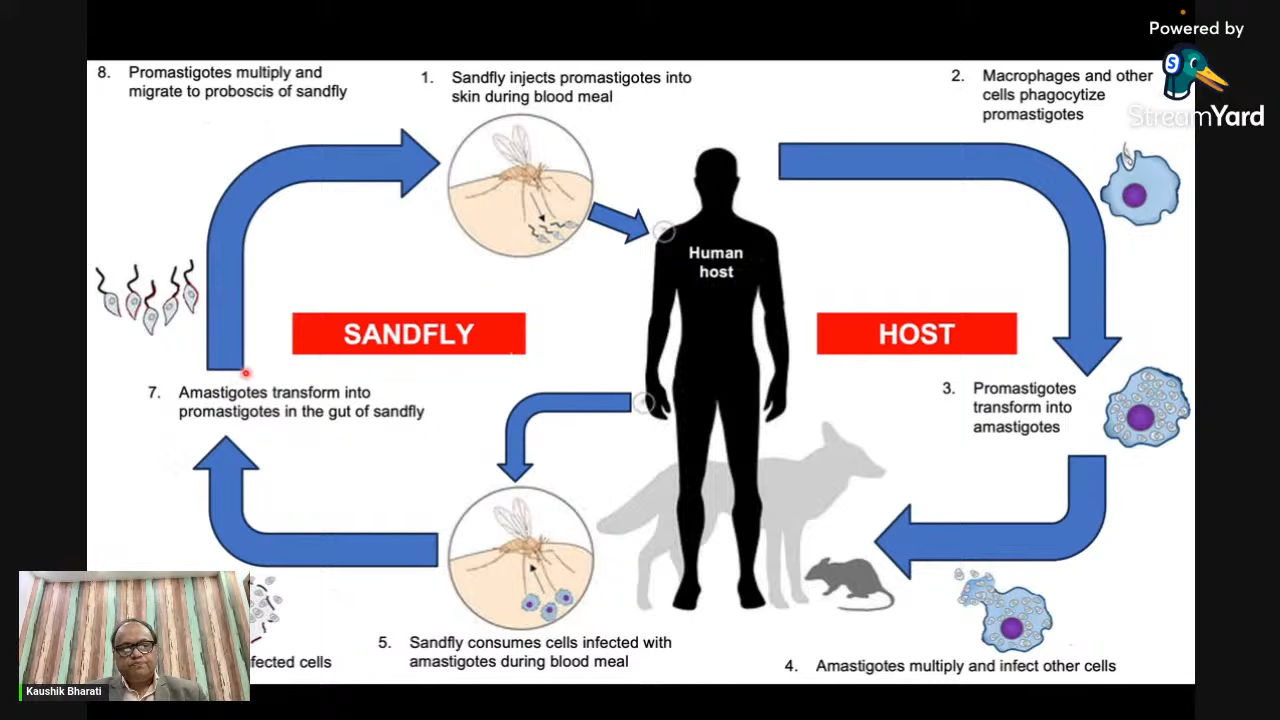 Powered by
StreamYard
8. Promastigotes multiply and
migrate to proboscis of sandfly
1. Sandfly injects promastigotes into
skin during blood meal
2. Macrophages and other
cells phagocytize
promastigotes
Human
host
SANDFLY
HOST
7. Amastigotes transform into
promastigotes in the gut of sandfly
3. Promastigotes
transform into
amastigotes
5. Sandfly consumes cells infected with
amastigotes during blood meal
4. Amastigotes multiply and infect other cells
cells
Kaushik Bharati